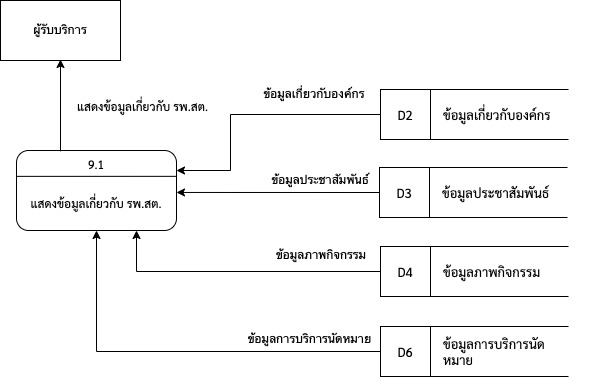 ผู้รับบริการ
แสดงข้อมูลเกี่ยวกับ รพ.สต.
ข้อมูลเกี่ยวกับองค์กร
D2
ข้อมูลเกี่ยวกับองค์กร
9.1
แสดงข้อมูลเกี่ยวกับ รพ.สต.
ข้อมูลประชาสัมพันธ์
D3
ข้อมูลประชาสัมพันธ์
ข้อมูลภาพกิจกรรม
D4
ข้อมูลภาพกิจกรรม
ข้อมูลการบริการนัดหมาย
D6
ข้อมูลการบริการนัด
หมาย